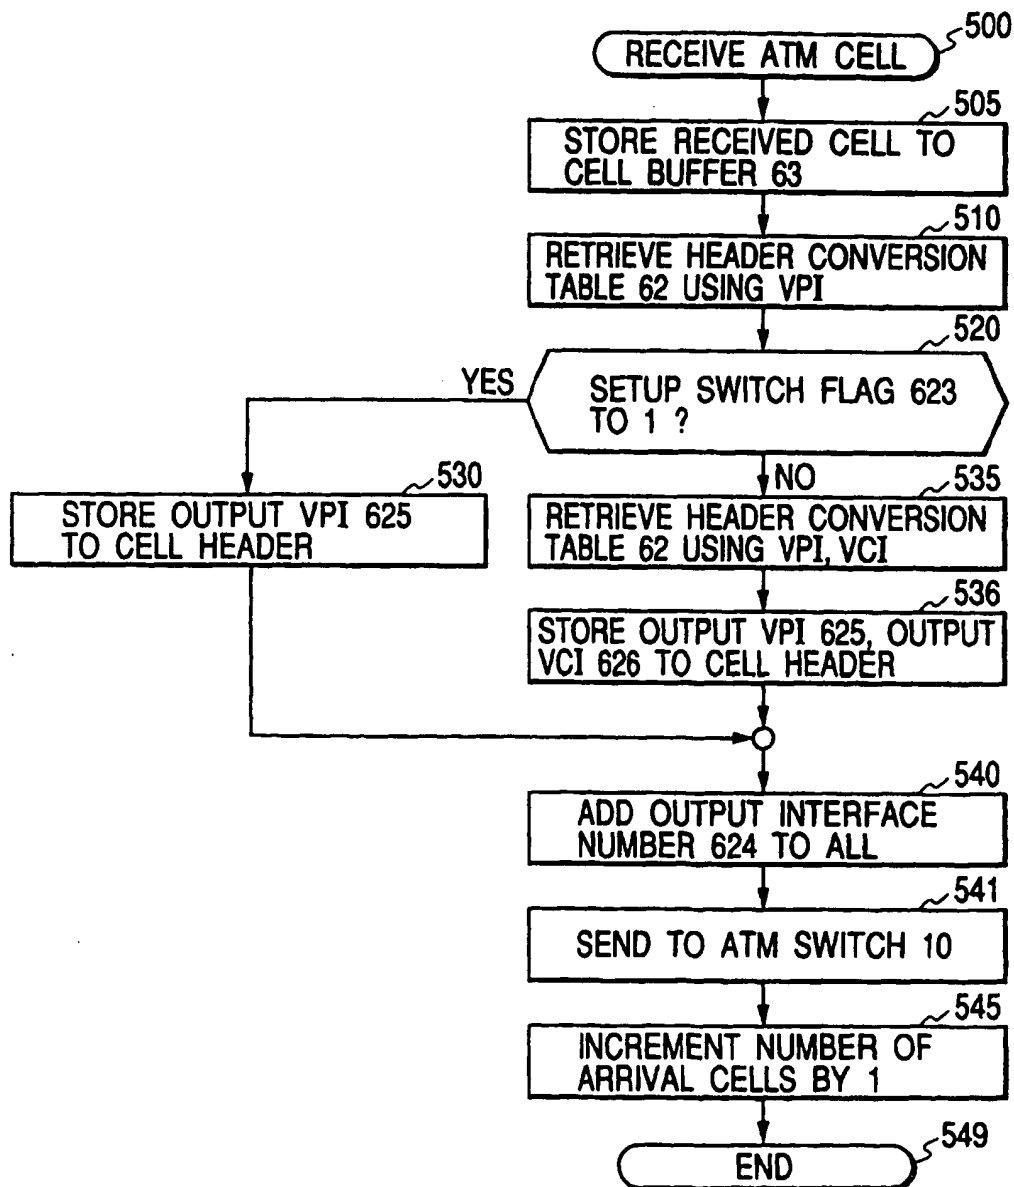 500
RECEIVE ATM CELL
505
STORE RECEIVED CELL TO
CELL BUFFER 63
510
RETRIEVE HEADER CONVERSION
TABLE 62 USING VPI
520
SETUP SWITCH FLAG 623
TO 1 ?
YES
NO
530
STORE OUTPUT VPI 625
TO CELL HEADER
535
RETRIEVE HEADER CONVERSION
TABLE 62 USING VPI, VCI
536
STORE OUTPUT VPI 625, OUTPUT
VCI 626 TO CELL HEADER
540
ADD OUTPUT INTERFACE
NUMBER 624 TO ALL
541
SEND TO ATM SWITCH 10
545
INCREMENT NUMBER OF
ARRIVAL CELLS BY 1
549
END